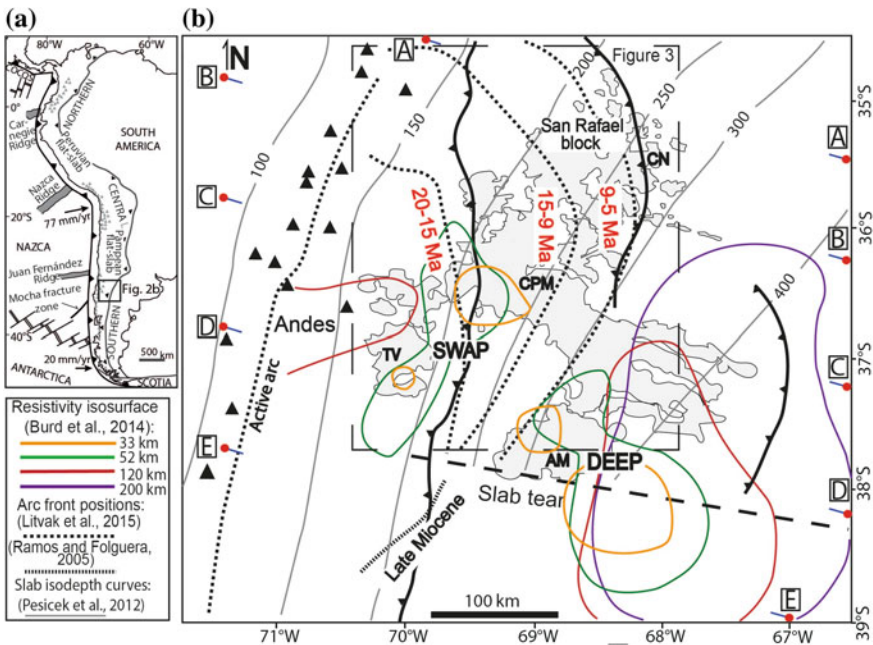 (a)
80°W
60°W
COCOS
0°
Car-
negie
Ridge
NORTHERN
Peruvian
flat-slab
SOUTH
AMERICA
Nazca
Ridge
CENTRAL
20°S
77 mm/yr
Pampean
flat-slab
NAZCA
Juan Fernández
Ridge
Mocha fracture
zone
Fig. 2b
SOUTHERN
40°S
20 mm/yr
500 km
ANTARCTICA
SCOTIA
Resistivity isosurface
(Burd et al., 2014):
33 km
52 km
120 km
200 km
Arc front positions:
(Litvak et al., 2015)
(Ramos and Folguera,
2005)
Slab isodepth curves:
(Pesicek et al., 2012)
(b)
N
A
B
C
D
E
A
B
C
D
E
Figure 3
100
150
200
250
300
400
San Rafael
block
CN
20-15 Ma
15-9 Ma
9-5 Ma
CPM
Andes
TV
SWAP
Active arc
AM
DEEP
Slab tear
Late Miocene
100 km
35°S
36°S
37°S
38°S
39°S
71°W
70°W
69°W
68°W
67°W